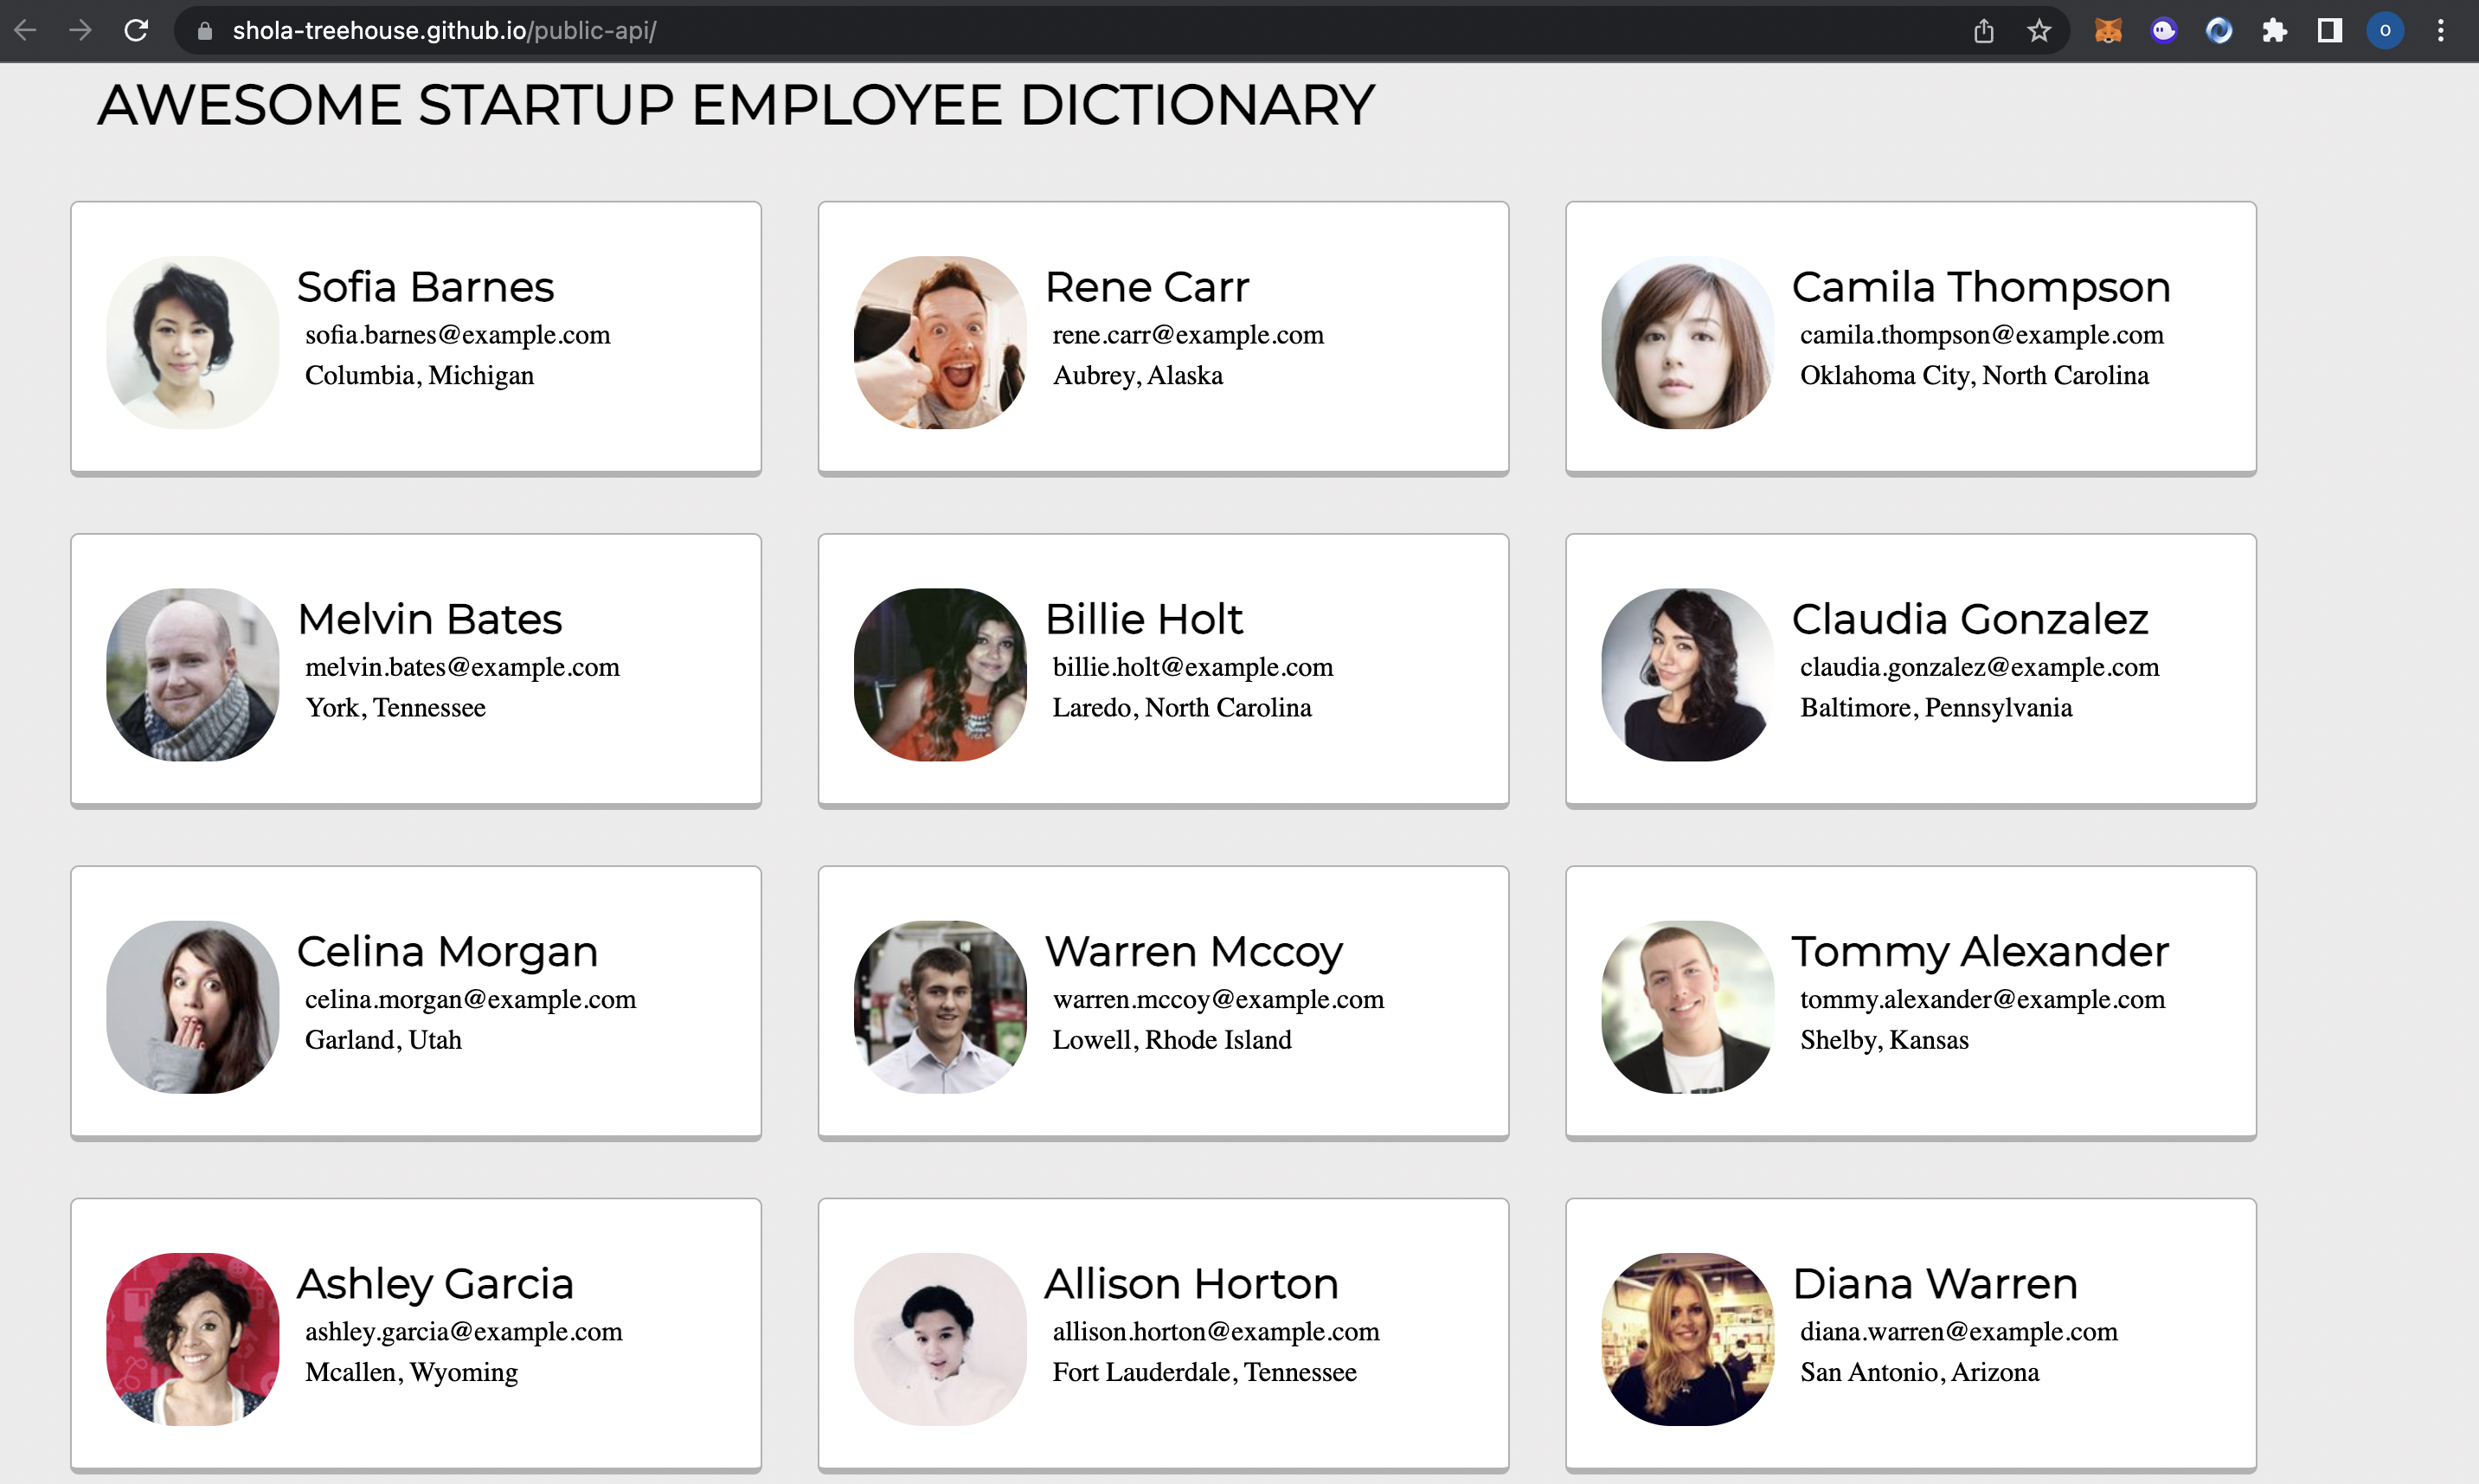 shola-treehouse.github.io/public-api/
O
AWESOME STARTUP EMPLOYEE DICTIONARY
Sofia Barnes
sofia.barnes@example.com
Columbia, Michigan
Rene Carr
rene.carr@example.com
Aubrey, Alaska
Camila Thompson
camila.thompson@example.com
Oklahoma City, North Carolina
Melvin Bates
melvin.bates@example.com
York, Tennessee
Billie Holt
billie.holt@example.com
Laredo, North Carolina
Claudia Gonzalez
claudia.gonzalez@example.com
Baltimore, Pennsylvania
Celina Morgan
celina.morgan@example.com
Garland, Utah
Warren Mccoy
warren.mccoy@example.com
Lowell, Rhode Island
Tommy Alexander
tommy.alexander@example.com
Shelby, Kansas
Ashley Garcia
ashley.garcia@example.com
Mcallen, Wyoming
Allison Horton
allison.horton@example.com
Fort Lauderdale, Tennessee
Diana Warren
diana.warren@example.com
San Antonio, Arizona